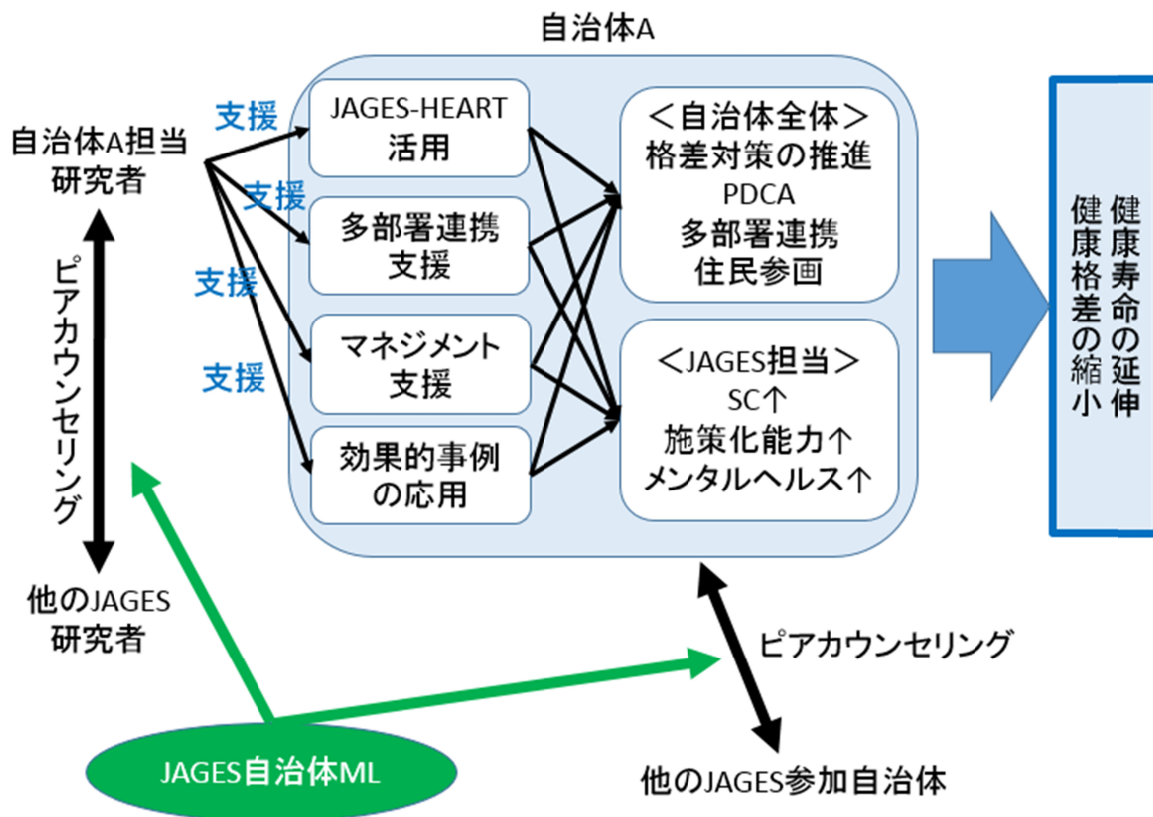 自治体A
支援
JAGES-HEART
活用
自治体A担当
研究者
支援
多部署連携
支援
支援
マネジメント
支援
支援
効果的事例
の応用
＜自治体全体＞
格差対策の推進
PDCA
多部署連携
住民参画
＜JAGES担当＞
SC↑
施策化能力↑
メンタルヘルス↑
健康寿命の延伸
健康格差の縮小
ピアカウンセリング
他のJAGES
研究者
ピアカウンセリング
JAGES自治体ML
他のJAGES参加自治体